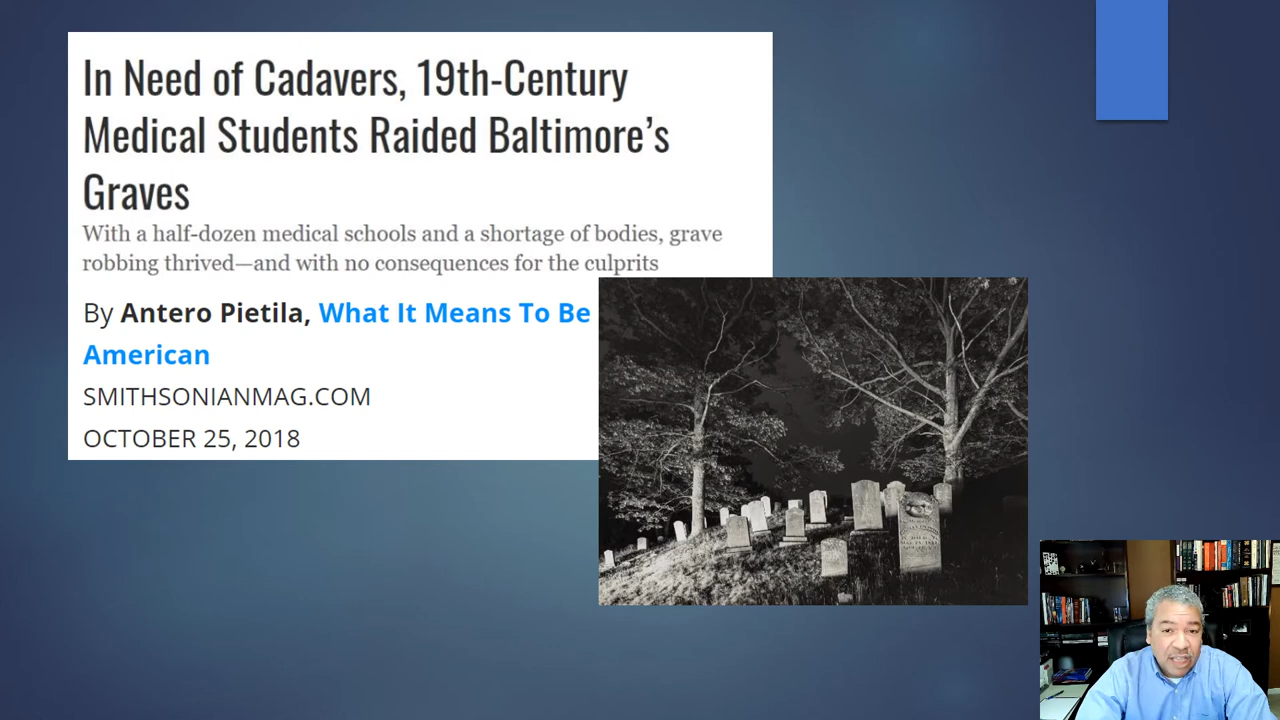 In Need of Cadavers, 19th-Century
Medical Students Raided Baltimore's
Graves
With a half-dozen medical schools and a shortage of bodies, grave
robbing thrived—and with no consequences for the culprits
By Antero Pietila, What It Means To Be
American
SMITHSONIANMAG.COM
OCTOBER 25, 2018